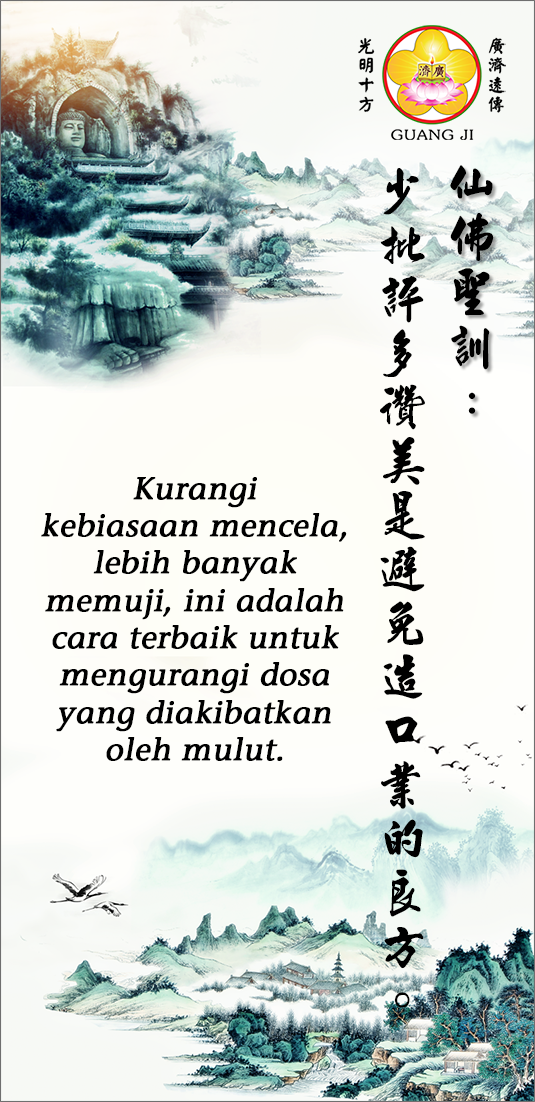 廣濟遠傳
光明十方
廣濟
GUANG JI
仙佛聖訓：
少批評多讚美是避免造口業的良方。
Kurangi
kebiasaan mencela,
lebih banyak
memuji, ini adalah
cara terbaik untuk
mengurangi dosa
yang diakibatkan
oleh mulut.